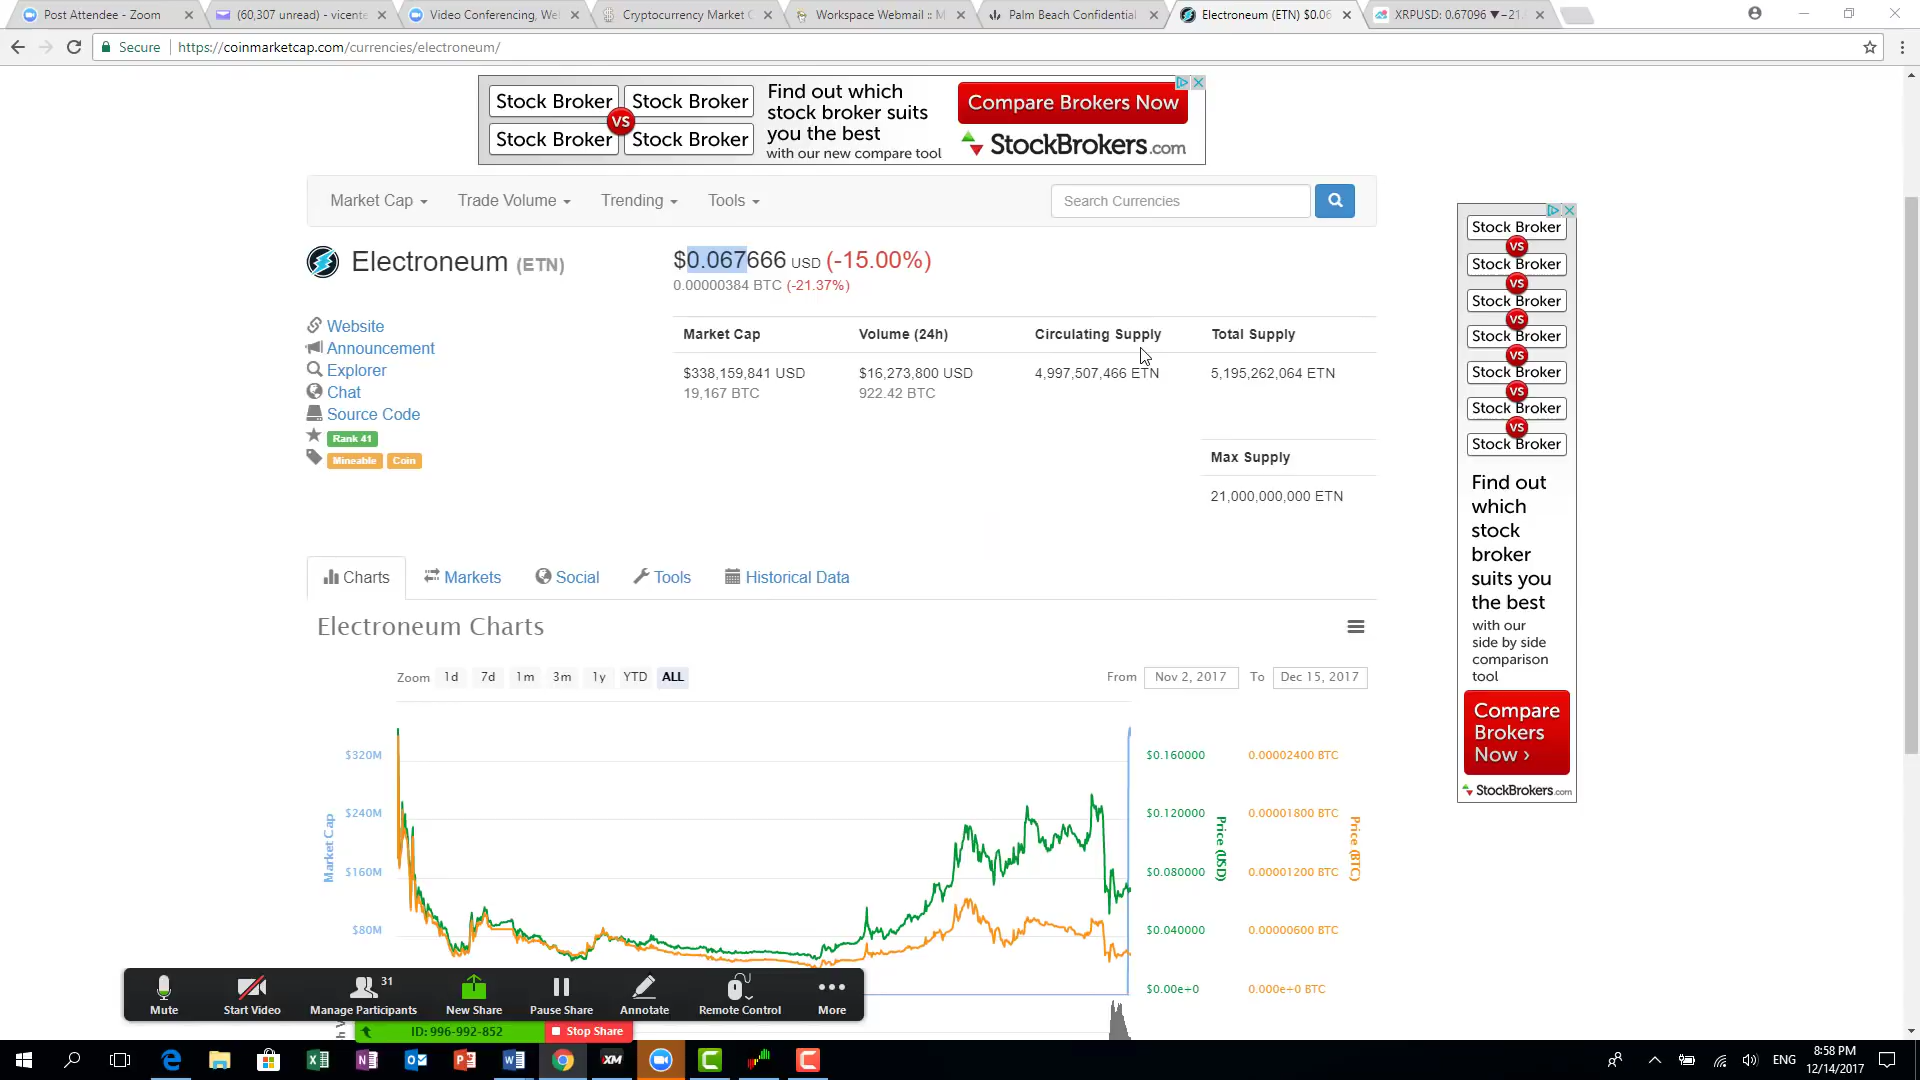 Post Attendee - Zoom
(60,307 unread) - vicente
Video Conferencing, We
Cryptocurrency Market C
Workspace Webmail :: M
Palm Beach Confidential
Electroneum (ETN) $0.06
XRPUSD: 0.67096 ▼−21.
Secure
https://coinmarketcap.com/currencies/electroneum/
Stock Broker
Stock Broker
VS
Stock Broker
Stock Broker
Find out which
stock broker suits
you the best
with our new compare tool
Compare Brokers Now
StockBrokers.com
Market Cap
Trade Volume
Trending
Tools
Search Currencies
Electroneum (ETN)
$0.067666 USD (-15.00%)
0.00000384 BTC (-21.37%)
Website
Announcement
Explorer
Chat
Source Code
Rank 41
Mineable
Coin
Market Cap
Volume (24h)
Circulating Supply
Total Supply
$338,159,841 USD
$16,273,800 USD
4,997,507,466 ETN
5,195,262,064 ETN
19,167 BTC
922.42 BTC
Max Supply
21,000,000,000 ETN
Stock Broker
VS
Stock Broker
VS
Stock Broker
VS
Stock Broker
VS
Stock Broker
VS
Stock Broker
VS
Stock Broker
Find out
which
stock
broker
suits you
the best
with our
side by side
comparison
tool
Compare
Brokers
Now ›
StockBrokers.com
Charts
Markets
Social
Tools
Historical Data
Electroneum Charts
Zoom
1d
7d
1m
3m
1y
YTD
ALL
From
Nov 2, 2017
To
Dec 15, 2017
$320M
$240M
$160M
$80M
Market Cap
$0.160000
$0.120000
$0.080000
$0.040000
$0.00e+0
Price (USD)
0.00002400 BTC
0.00001800 BTC
0.00001200 BTC
0.00000600 BTC
0.000e+0 BTC
Price (BTC)
Mute
Start Video
31
Manage Participants
New Share
Pause Share
Annotate
Remote Control
More
ID: 996-992-852
Stop Share
XM
ENG
8:58 PM
12/14/2017